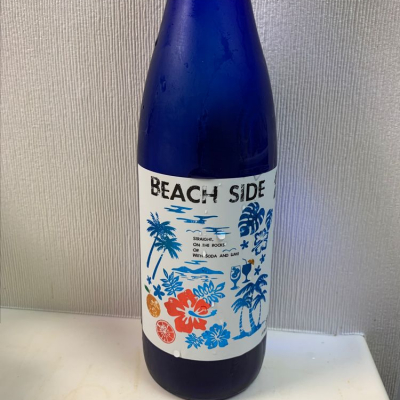 BEACH SIDE
STRAIGHT,
ON THE ROCKS,
OR
WITH SODA AND LIME